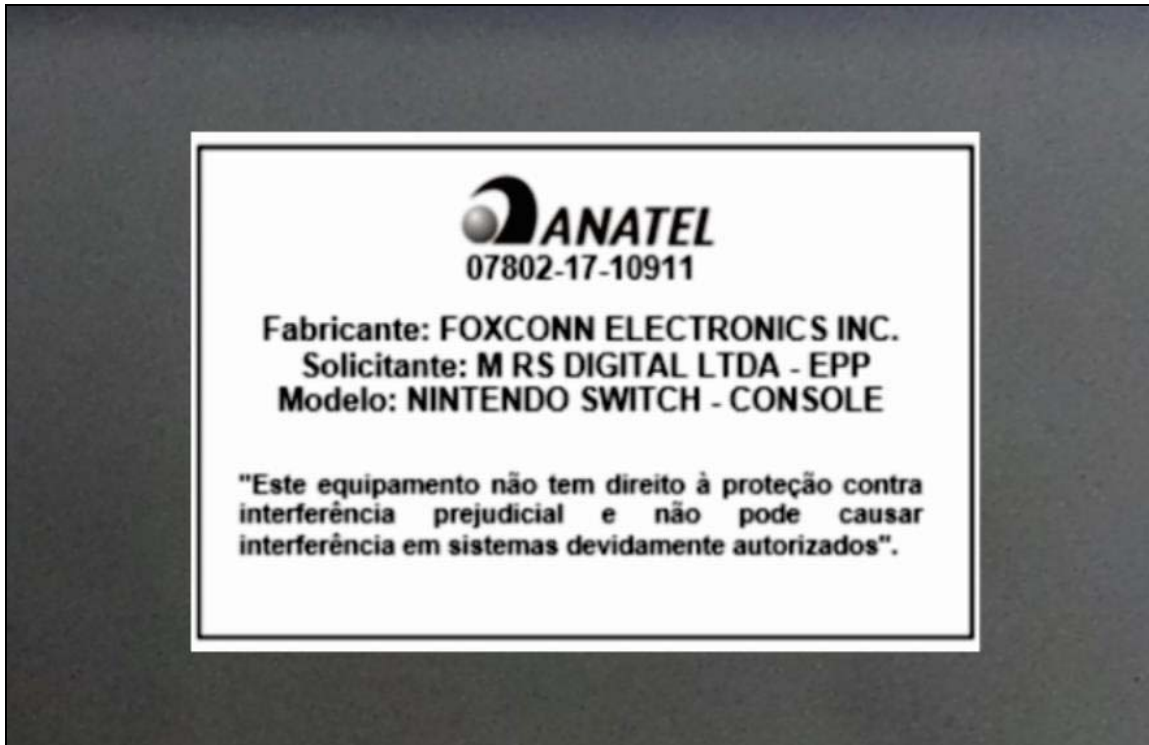 ANATEL
07802-17-10911
Fabricante: FOXCONN ELECTRONICS INC.
Solicitante: M RS DIGITAL LTDA - EPP
Modelo: NINTENDO SWITCH - CONSOLE
"Este equipamento não tem direito à proteção contra
interferência prejudicial e não pode causar
interferência em sistemas devidamente autorizados".